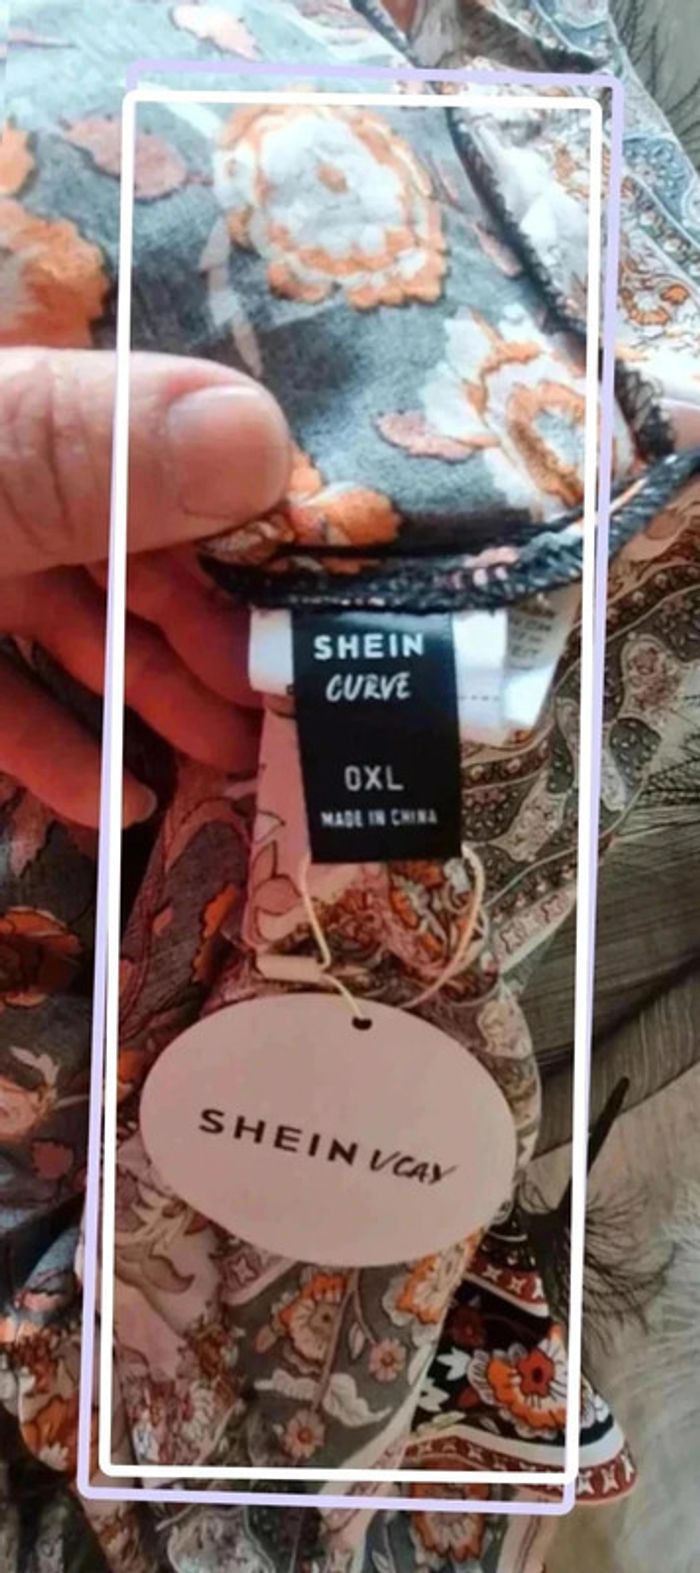 SHEIN
CURVE
0XL
MADE IN CHINA
SHEIN VCAY